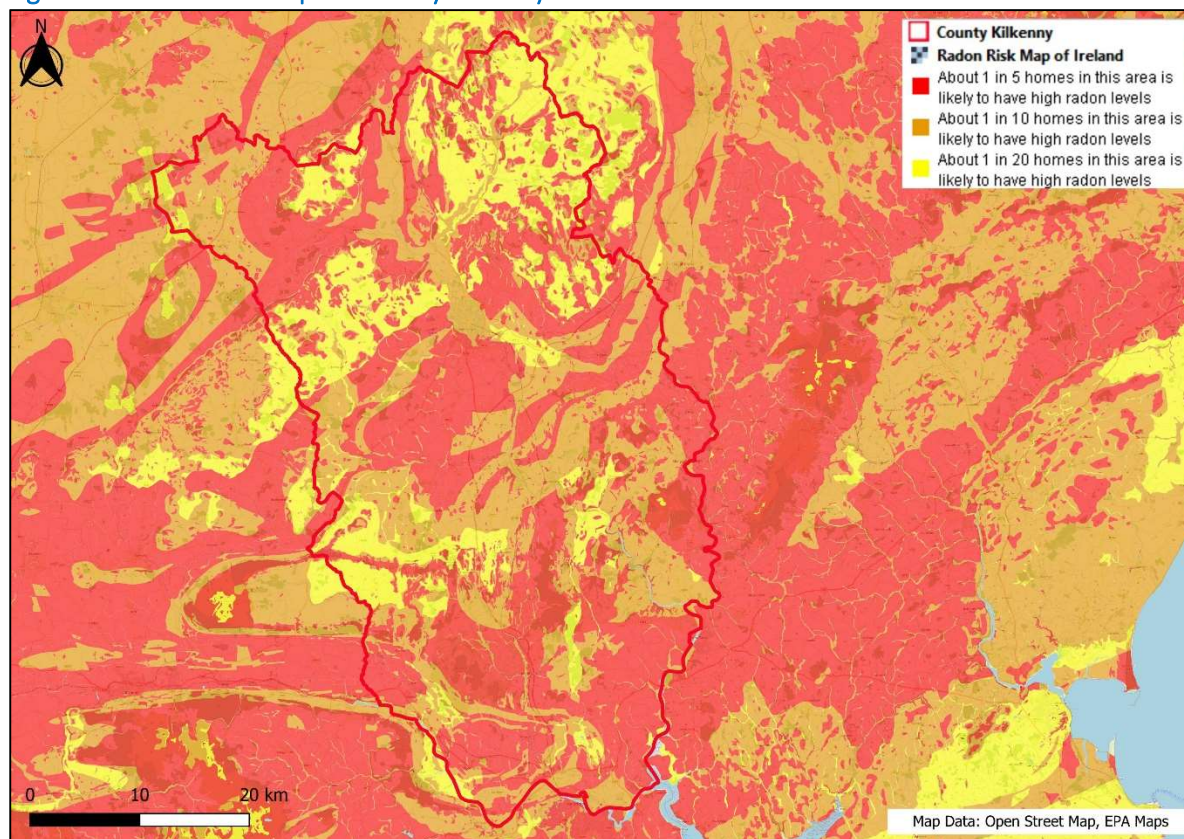 N
County Kilkenny
Radon Risk Map of Ireland
About 1 in 5 homes in this area is
likely to have high radon levels
About 1 in 10 homes in this area is
likely to have high radon levels
About 1 in 20 homes in this area is
likely to have high radon levels
0 10 20 km
Map Data: Open Street Map, EPA Maps